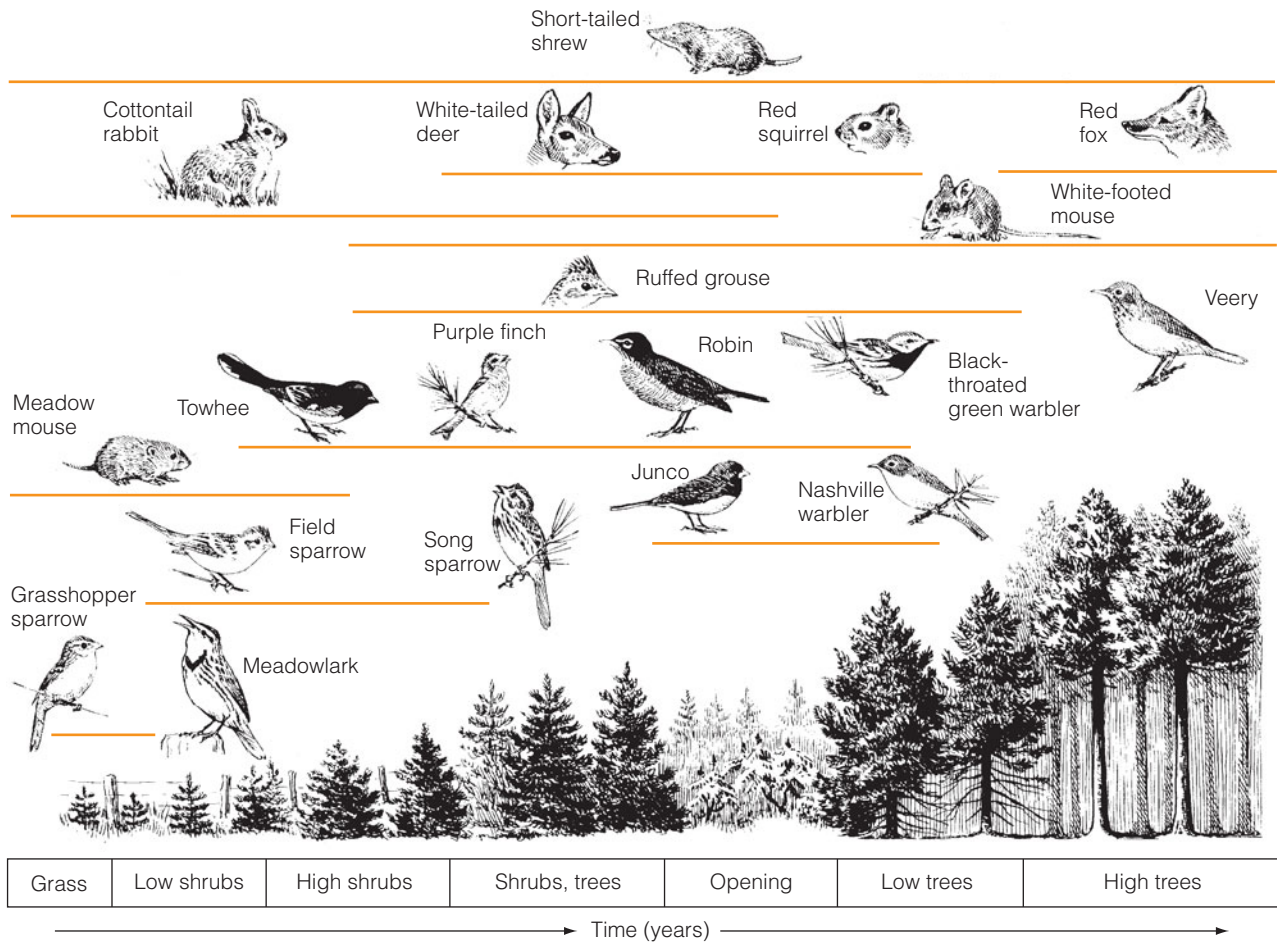 Short-tailed
shrew
Cottontail
rabbit
White-tailed
deer
Red
squirrel
Red
fox
White-footed
mouse
Ruffed grouse
Veery
Purple finch
Robin
Black-
throated
green warbler
Towhee
Meadow
mouse
Junco
Nashville
warbler
Field
sparrow
Song
sparrow
Grasshopper
sparrow
Meadowlark
Grass
Low shrubs
High shrubs
Shrubs, trees
Opening
Low trees
High trees
Time (years)